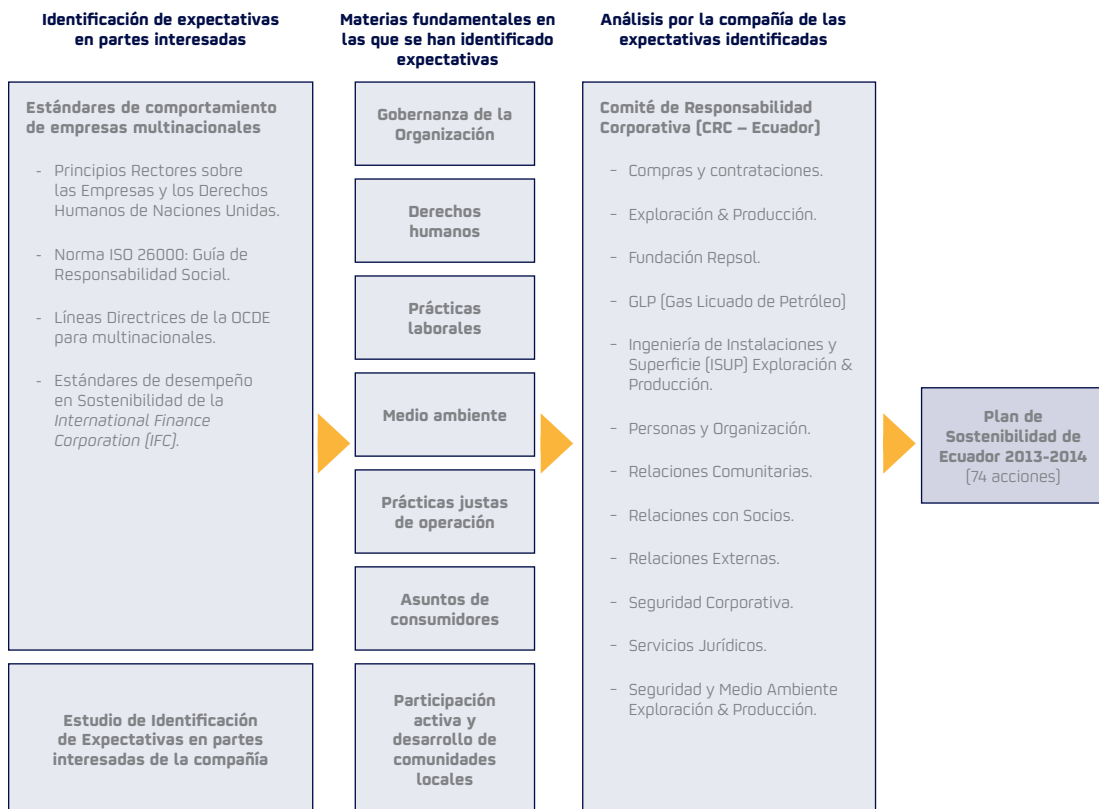 Identificación de expectativas
en partes interesadas
Materias fundamentales en
las que se han identificado
expectativas
Análisis por la compañía de las
expectativas identificadas
Estándares de comportamiento
de empresas multinacionales
- Principios Rectores sobre
las Empresas y los Derechos
Humanos de Naciones Unidas.
- Norma ISO 26000: Guía de
Responsabilidad Social.
- Líneas Directrices de la OCDE
para multinacionales.
- Estándares de desempeño
en Sostenibilidad de la
International Finance
Corporation (IFC).
Estudio de Identificación
de Expectativas en partes
interesadas de la compañía
Gobernanza de la
Organización
Derechos
humanos
Prácticas
laborales
Medio ambiente
Prácticas justas
de operación
Asuntos de
consumidores
Participación
activa y
desarrollo de
comunidades
locales
Comité de Responsabilidad
Corporativa (CRC – Ecuador)
- Compras y contrataciones.
- Exploración & Producción.
- Fundación Repsol.
- GLP (Gas Licuado de Petróleo)
- Ingeniería de Instalaciones y
Superficie (ISUP) Exploración &
Producción.
- Personas y Organización.
- Relaciones Comunitarias.
- Relaciones con Socios.
- Relaciones Externas.
- Seguridad Corporativa.
- Servicios Jurídicos.
- Seguridad y Medio Ambiente
Exploración & Producción.
Plan de
Sostenibilidad de
Ecuador 2013-2014
(74 acciones)